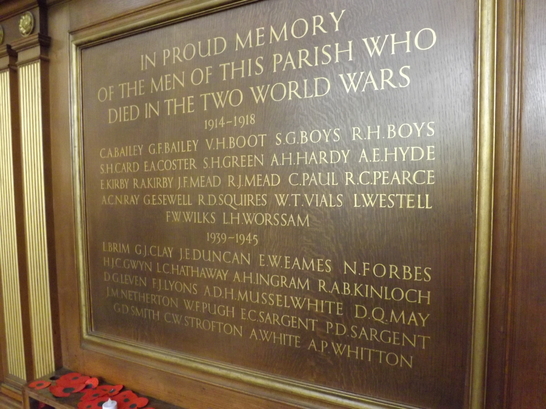 IN PROUD MEMORY
OF THE MEN OF THIS PARISH WHO
DIED IN THE TWO WORLD WARS
1914–1918
C.A.BAILEY G.F.BAILEY V.H.BOOT S.G.BOYS R.H.BOYS
S.H.CARD E.A.COSTER S.H.GREEN A.H.HARDY A.E.HYDE
E.KIRBY R.A.KIRBY J.F.MEAD R.J.MEAD C.PAUL R.C.PEARCE
A.C.N.RAY G.E.SEWELL R.D.SQUIRES W.T.VIALS I.WESTELL
F.W.WILKS L.H.WORSSAM
1939–1945
E.BRIM G.J.CLAY J.E.DUNCAN E.W.EAMES N.FORBES
H.J.C.GWYN L.C.HATHAWAY A.H.INGRAM R.A.B.KINLOCH
D.G.LEVEN F.J.LYONS A.D.H.MUSSELWHITE D.Q.MAY
J.M.NETHERTON W.F.PUGH E.C.SARGENT P.D.SARGENT
G.D.SMITH C.W.STROFTON A.WHITE A.P.WHITTON